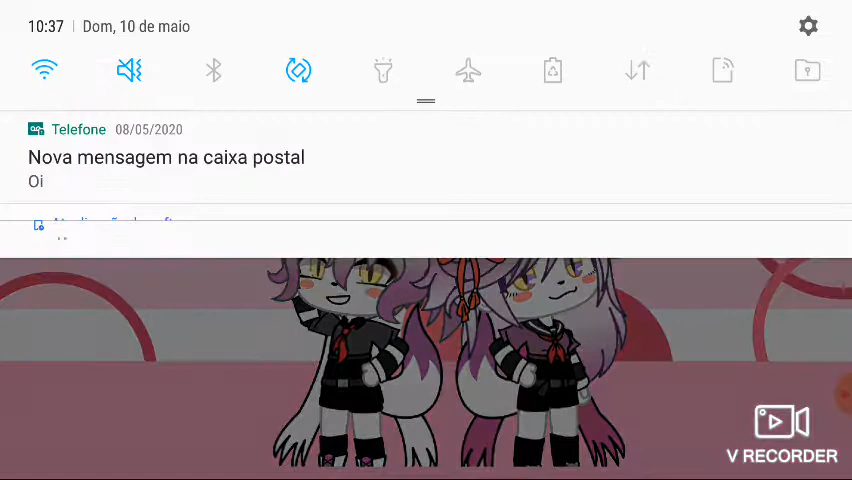 10:37 | Dom, 10 de maio
Telefone 08/05/2020
Nova mensagem na caixa postal
Oi
V RECORDER